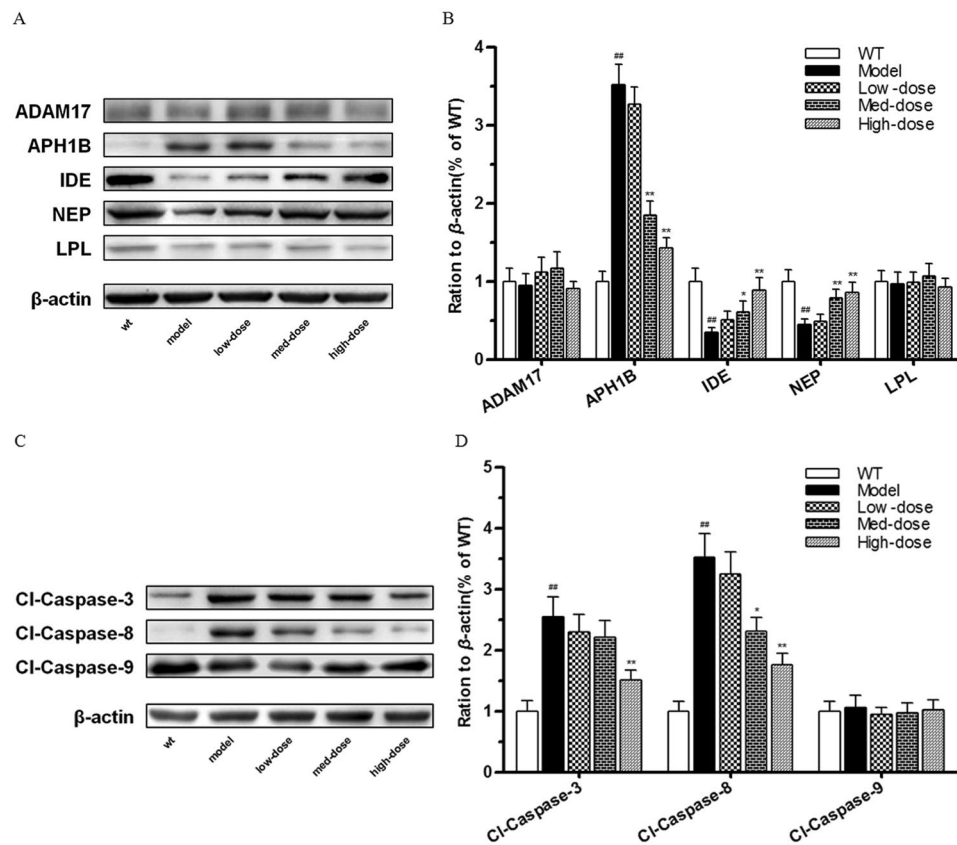 A
ADAM17
APH1B
IDE
NEP
LPL
β-actin
wt model low-dose med-dose high-dose
B
Ration to β-actin(% of WT)
4
3
2
1
0
WT
Model
Low-dose
Med-dose
High-dose
##
**
**
##
*
**
##
**
**
ADAM17 APH1B IDE NEP LPL
C
Cl-Caspase-3
Cl-Caspase-8
Cl-Caspase-9
β-actin
wt model low-dose med-dose high-dose
D
Ration to β-actin(% of WT)
5
4
3
2
1
0
WT
Model
Low-dose
Med-dose
High-dose
##
**
##
*
**
Cl-Caspase-3 Cl-Caspase-8 Cl-Caspase-9